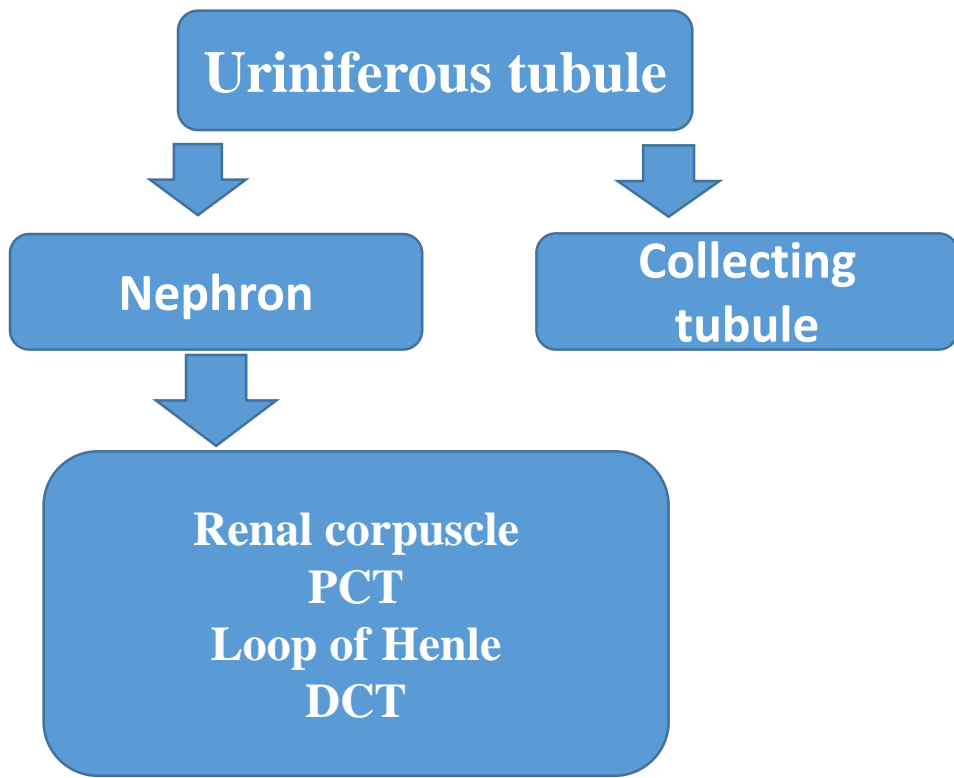 Uriniferous tubule
Nephron
Collecting
tubule
Renal corpuscle
PCT
Loop of Henle
DCT